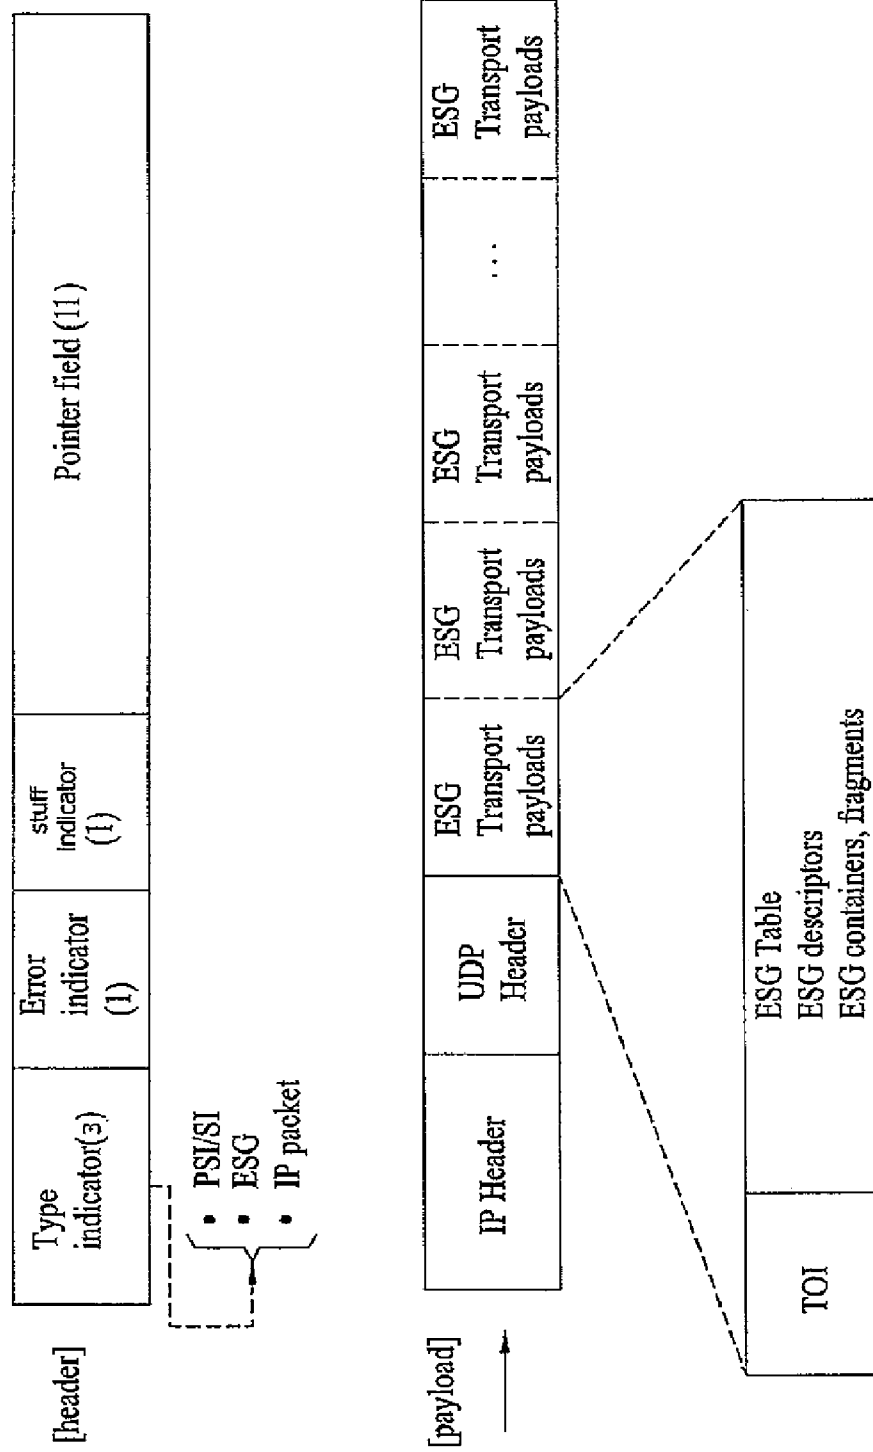 [header]
Type
indicator(3)
Error
indicator
(1)
stuff
indicator
(1)
Pointer field (11)
• PSI/SI
• ESG
• IP packet
[payload]
IP Header
UDP
Header
ESG
Transport
payloads
ESG
Transport
payloads
ESG
Transport
payloads
...
ESG
Transport
payloads
TOI
ESG Table
ESG descriptors
ESG containers, fragments